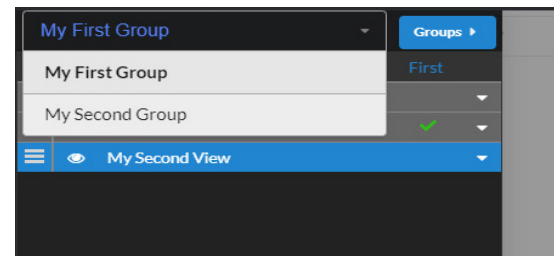 My First Group
Groups
My First Group
First
My Second Group
My Second View